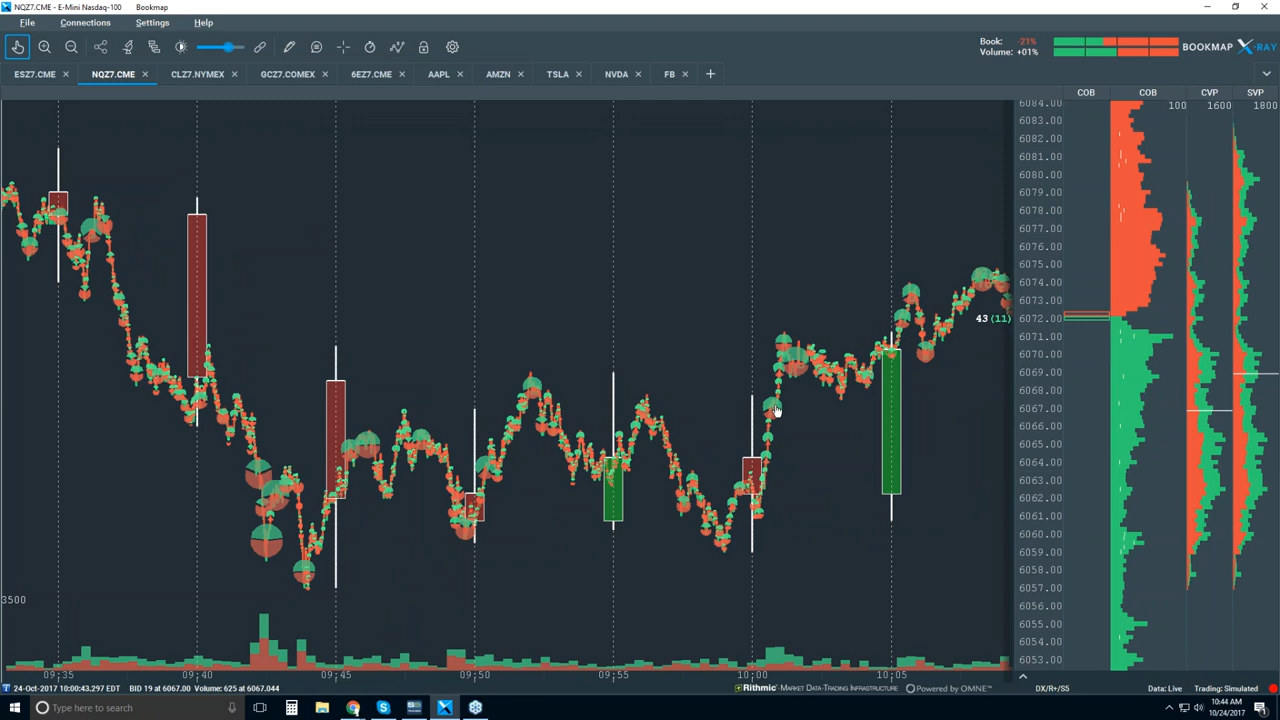 NQZ7.CME - E-Mini Nasdaq-100 Bookmap
File Connections Settings Help
Book: -21%
Volume: +01%
BOOKMAP X-RAY
ESZ7.CME NQZ7.CME CLZ7.NYMEX GCZ7.COMEX 6EZ7.CME AAPL AMZN TSLA NVDA FB
COB COB CVP SVP
100 1600 1800
6084.00
6083.00
6082.00
6081.00
6080.00
6079.00
6078.00
6077.00
6076.00
6075.00
6074.00
6073.00
43 (11) 6072.00
6071.00
6070.00
6069.00
6068.00
6067.00
6066.00
6065.00
6064.00
6063.00
6062.00
6061.00
6060.00
6059.00
6058.00
6057.00
3500
6056.00
6055.00
6054.00
6053.00
09:35 09:40 09:45 09:50 09:55 10:00 10:05
24-Oct-2017 10:00:43.297 EDT BID 19 at 6067.00 Volume: 625 at 6067.044
Rithmic - MARKET DATA-TRADING INFRASTRUCTURE Powered by OMNE™
DX/R+/S5 Data: Live Trading: Simulated
Type here to search
10:44 AM
10/24/2017
1